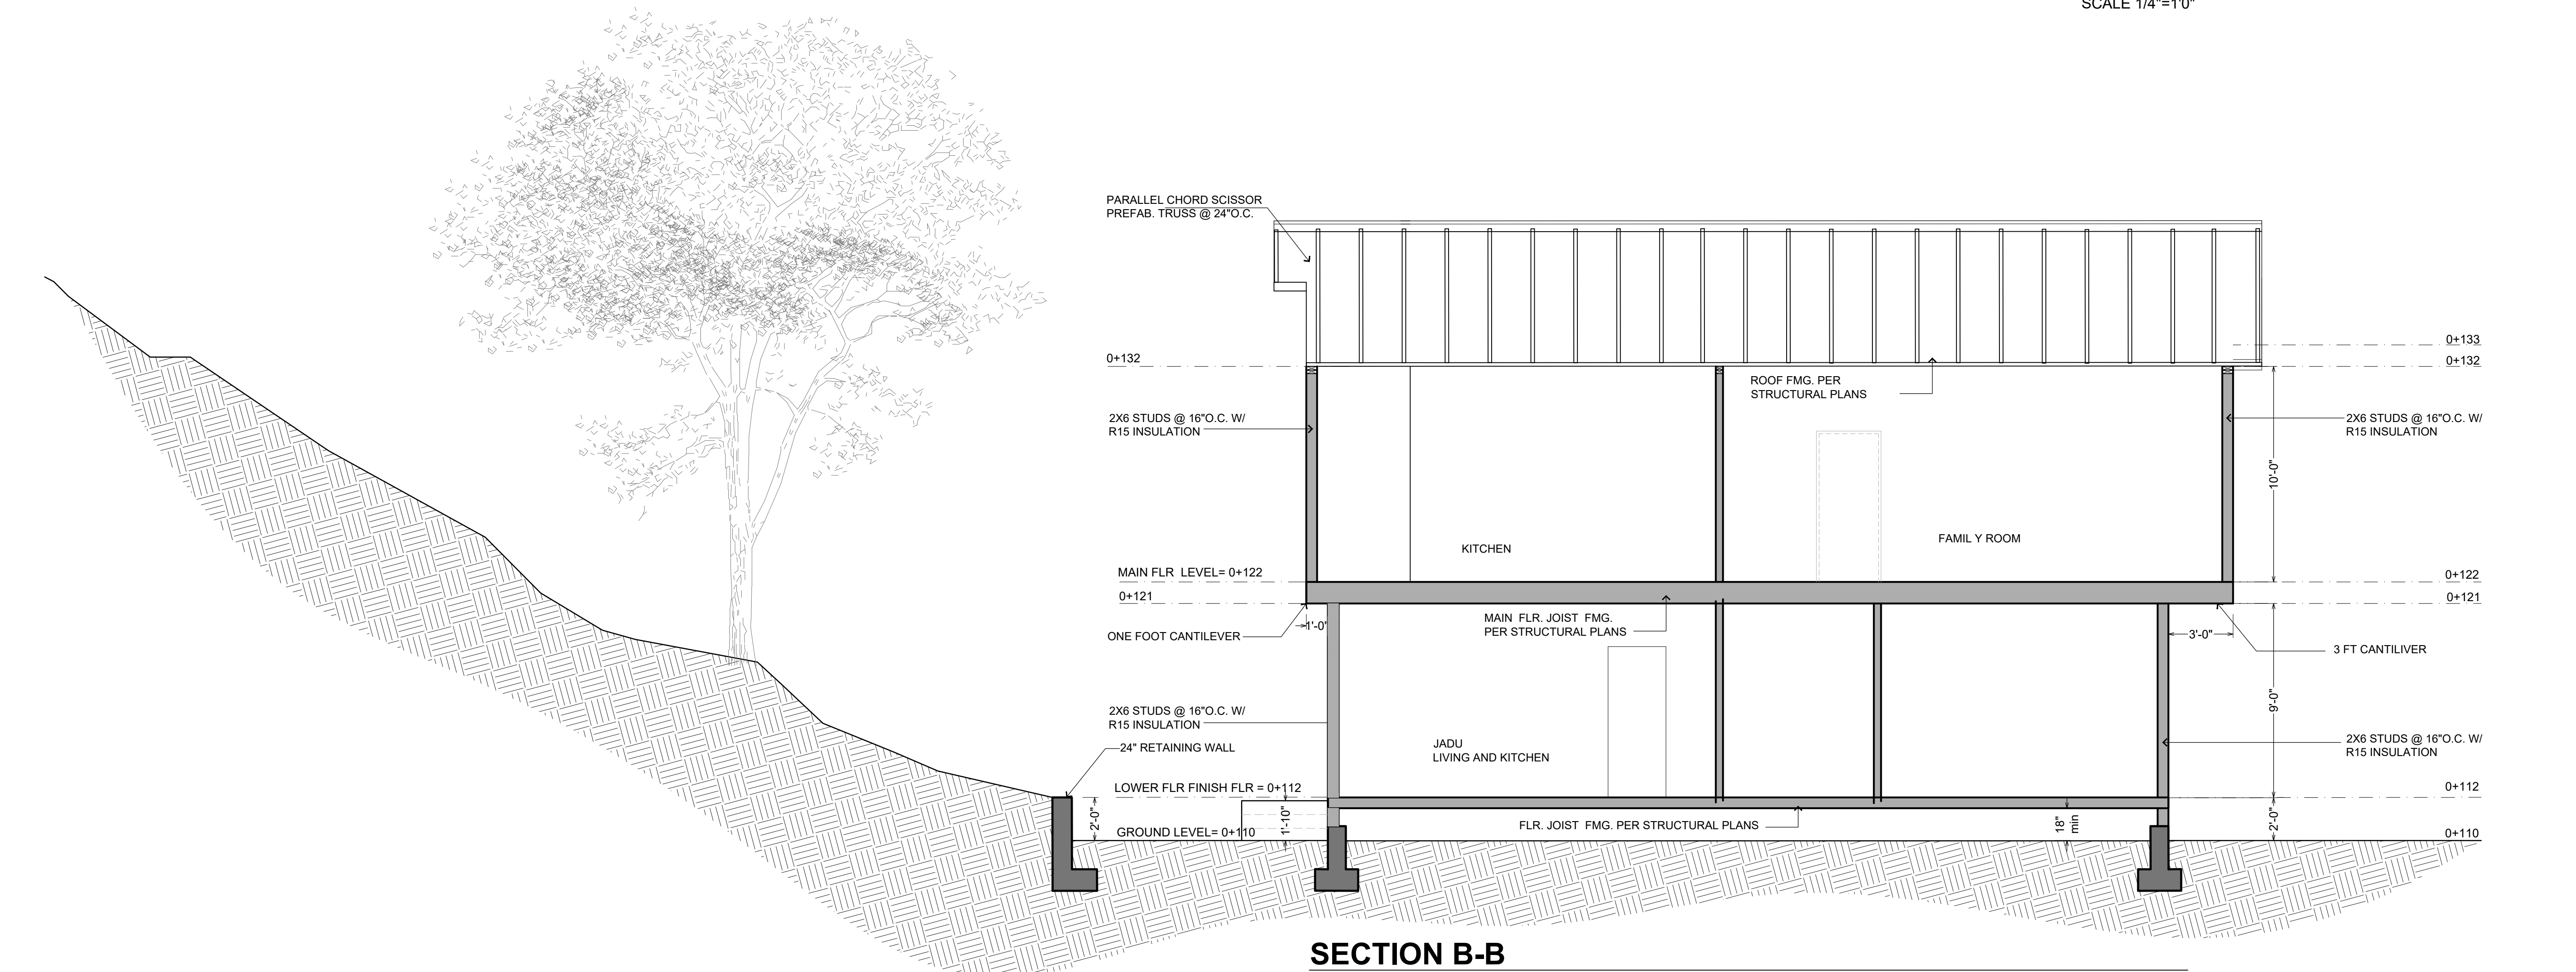 SCALE 1/4"=1'0"
PARALLEL CHORD SCISSOR
PREFAB. TRUSS @ 24"O.C.
0+133
0+132
0+132
ROOF FMG. PER
STRUCTURAL PLANS
2X6 STUDS @ 16"O.C. W/
R15 INSULATION
2X6 STUDS @ 16"O.C. W/
R15 INSULATION
10'-0"
KITCHEN
FAMIL Y ROOM
MAIN FLR LEVEL= 0+122
0+122
0+121
0+121
MAIN FLR. JOIST FMG.
PER STRUCTURAL PLANS
ONE FOOT CANTILEVER
1'-0"
3'-0"
3 FT CANTILIVER
9'-0"
2X6 STUDS @ 16"O.C. W/
R15 INSULATION
24" RETAINING WALL
JADU
LIVING AND KITCHEN
2X6 STUDS @ 16"O.C. W/
R15 INSULATION
LOWER FLR FINISH FLR = 0+112
0+112
2'-0"
1'-10"
FLR. JOIST FMG. PER STRUCTURAL PLANS
18"
min
2'-0"
GROUND LEVEL= 0+110
0+110
SECTION B-B